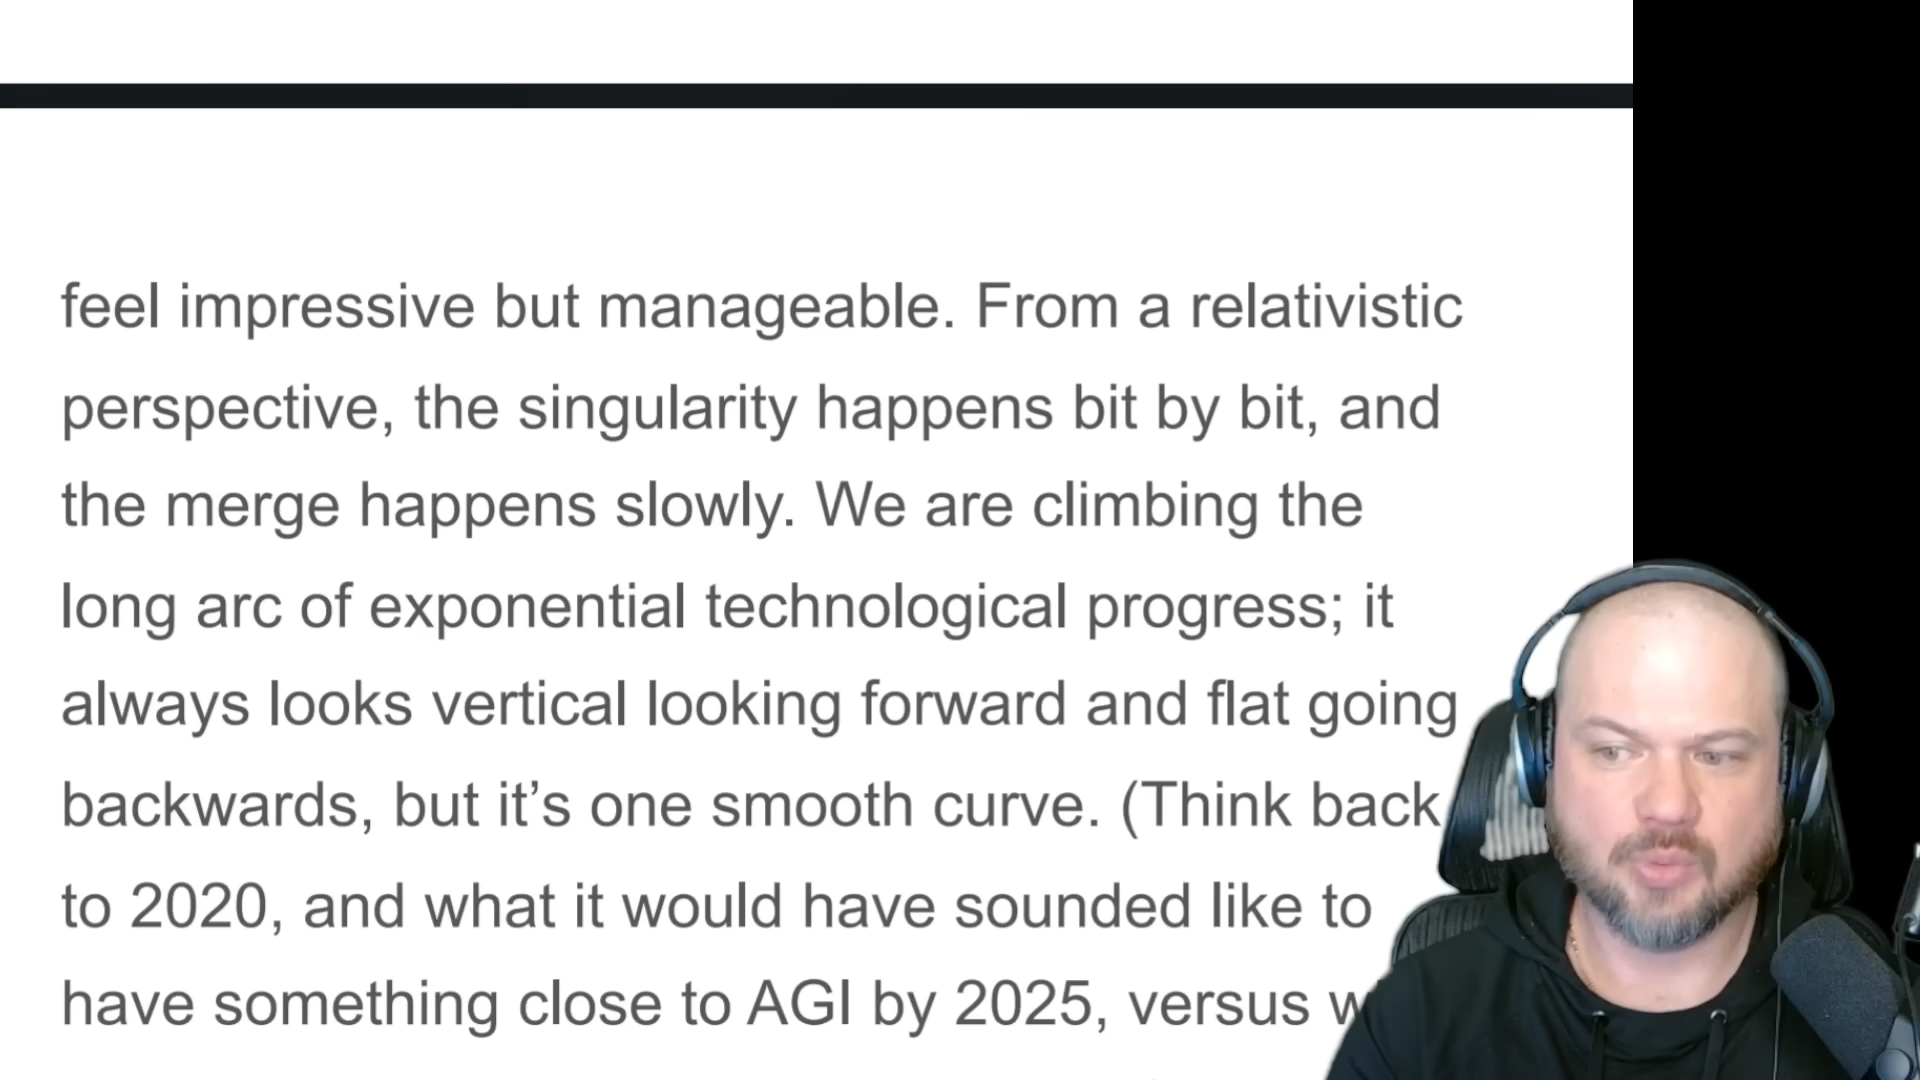 feel impressive but manageable. From a relativistic
perspective, the singularity happens bit by bit, and
the merge happens slowly. We are climbing the
long arc of exponential technological progress; it
always looks vertical looking forward and flat going
backwards, but it’s one smooth curve. (Think back
to 2020, and what it would have sounded like to
have something close to AGI by 2025, versus